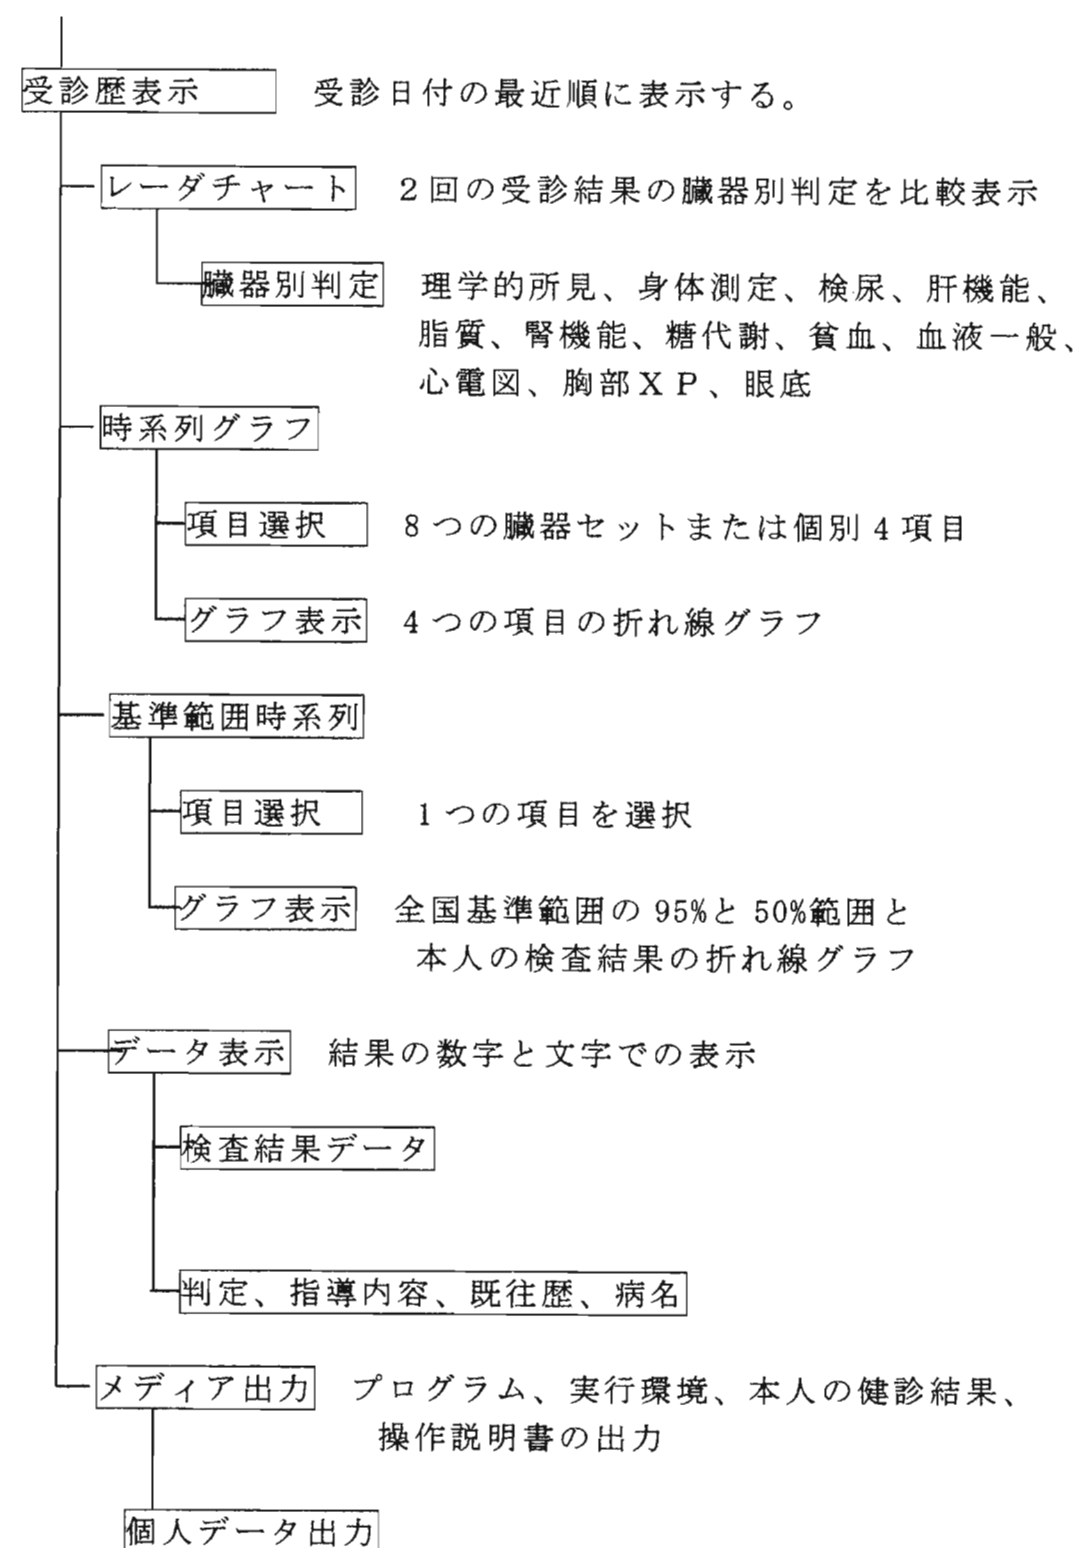 受診歴表示 受診日付の最近順に表示する。
レーダチャート 2回の受診結果の臓器別判定を比較表示
臓器別判定 理学的所見、身体測定、検尿、肝機能、
脂質、腎機能、糖代謝、貧血、血液一般、
心電図、胸部XP、眼底
時系列グラフ
項目選択 8つの臓器セットまたは個別4項目
グラフ表示 4つの項目の折れ線グラフ
基準範囲時系列
項目選択 1つの項目を選択
グラフ表示 全国基準範囲の95%と50%範囲と
本人の検査結果の折れ線グラフ
データ表示 結果の数字と文字での表示
検査結果データ
判定、指導内容、既往歴、病名
メディア出力 プログラム、実行環境、本人の健診結果、
操作説明書の出力
個人データ出力